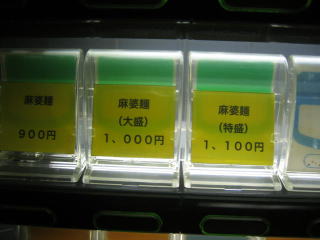 麻婆麺
900円
麻婆麺
(大盛)
1、000円
麻婆麺
(特盛)
1、100円